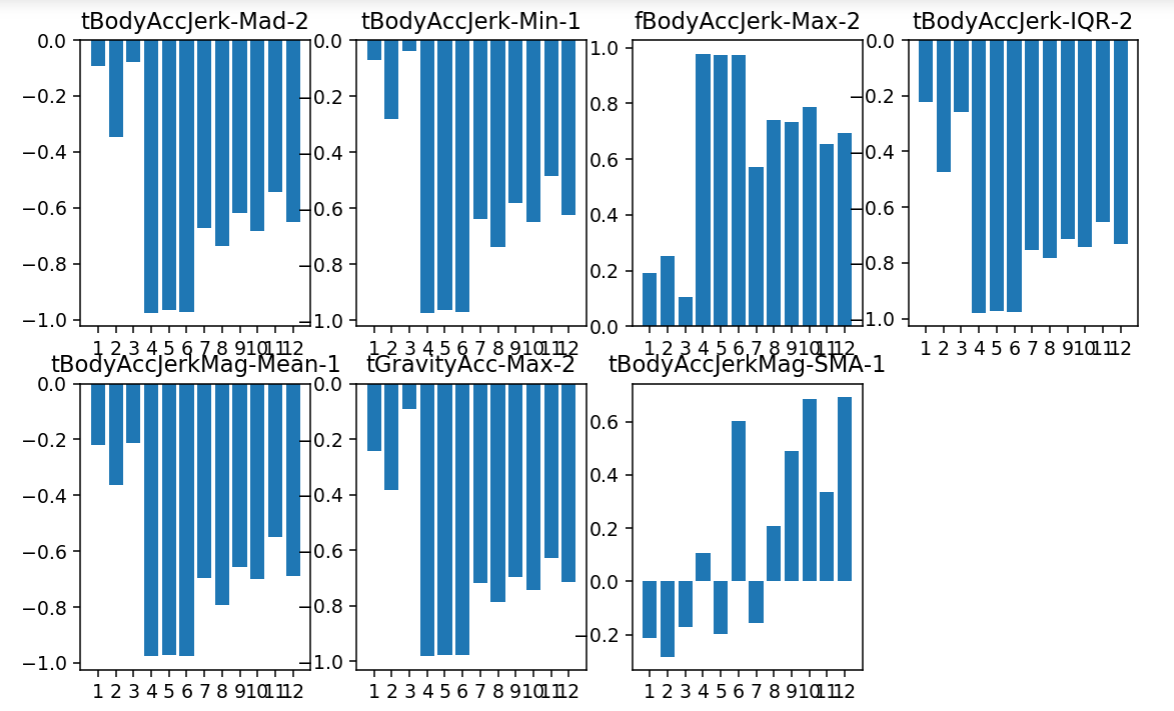 tBodyAccJerk-Mad-2 tBodyAccJerk-Min-1 fBodyAccJerk-Max-2 tBodyAccJerk-IQR-2
0.0 0.0 1.0 0.0
−0.2 −0.2 0.8 −0.2
−0.4 −0.4 0.6 −0.4
−0.6 −0.6 0.4 −0.6
−0.8 −0.8 0.2 −0.8
−1.0 −1.0 0.0 −1.0
1 2 3 4 5 6 7 8 9 10 11 12 1 2 3 4 5 6 7 8 9 10 11 12 1 2 3 4 5 6 7 8 9 10 11 12 1 2 3 4 5 6 7 8 9 10 11 12
tBodyAccJerkMag-Mean-1 tGravityAcc-Max-2 tBodyAccJerkMag-SMA-1
0.0 0.0 0.6
−0.2 −0.2 0.4
−0.4 −0.4 0.2
−0.6 −0.6 0.0
−0.8 −0.8 −0.2
−1.0 −1.0
1 2 3 4 5 6 7 8 9 10 11 12 1 2 3 4 5 6 7 8 9 10 11 12 1 2 3 4 5 6 7 8 9 10 11 12